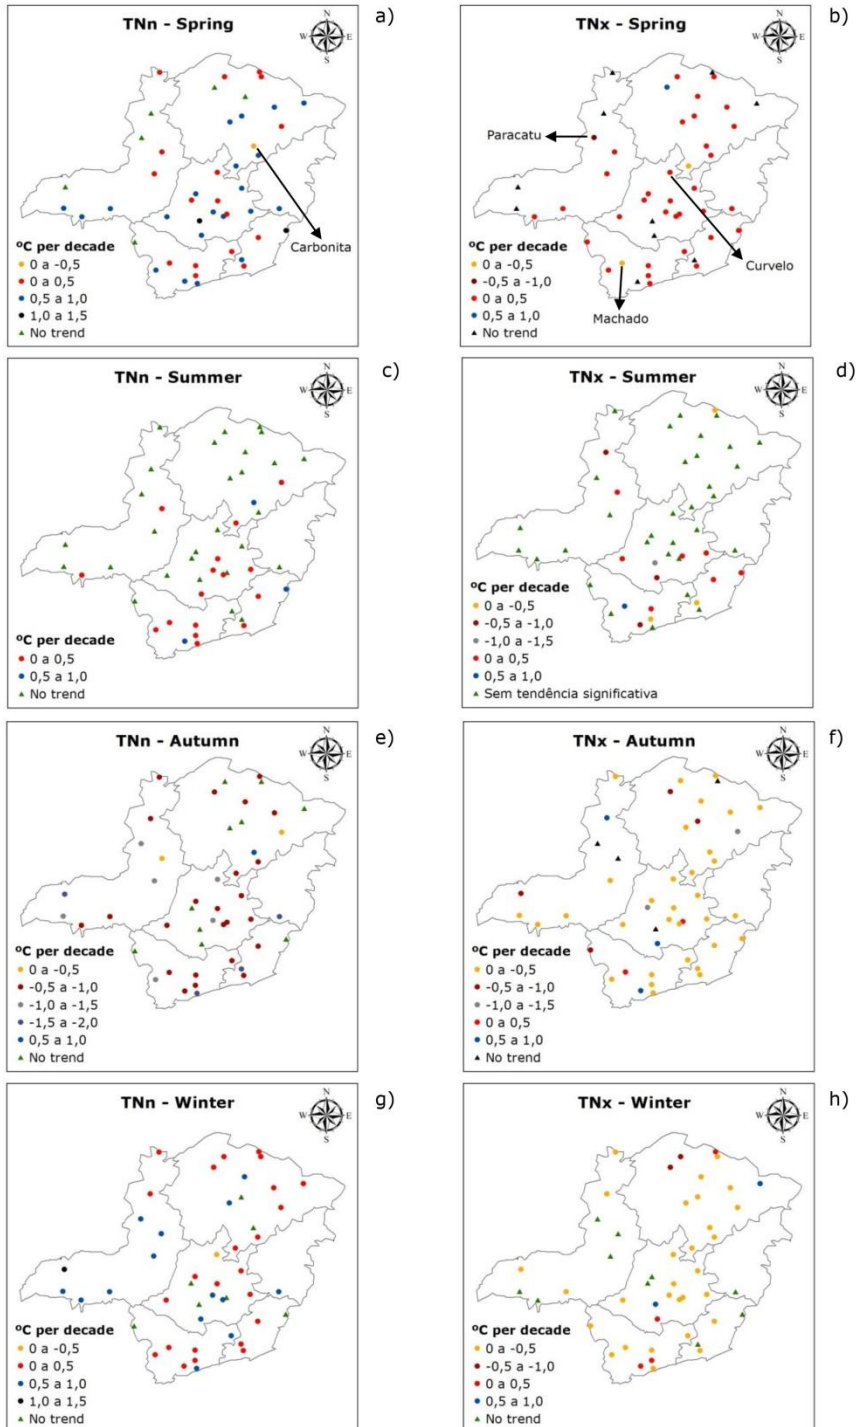 TNn - Spring
N
W
E
S
a)
Carbonita
ºC per decade
0 a -0,5
0 a 0,5
0,5 a 1,0
1,0 a 1,5
No trend
TNx - Spring
N
W
E
S
b)
Paracatu
Curvelo
Machado
ºC per decade
0 a -0,5
-0,5 a -1,0
0 a 0,5
0,5 a 1,0
No trend
TNn - Summer
N
W
E
S
c)
ºC per decade
0 a 0,5
0,5 a 1,0
No trend
TNx - Summer
N
W
E
S
d)
ºC per decade
0 a -0,5
-0,5 a -1,0
-1,0 a -1,5
0 a 0,5
0,5 a 1,0
Sem tendência significativa
TNn - Autumn
N
W
E
S
e)
ºC per decade
0 a -0,5
-0,5 a -1,0
-1,0 a -1,5
-1,5 a -2,0
0,5 a 1,0
No trend
TNx - Autumn
N
W
E
S
f)
ºC per decade
0 a -0,5
-0,5 a -1,0
-1,0 a -1,5
0 a 0,5
0,5 a 1,0
No trend
TNn - Winter
N
W
E
S
g)
ºC per decade
0 a -0,5
0 a 0,5
0,5 a 1,0
1,0 a 1,5
No trend
TNx - Winter
N
W
E
S
h)
ºC per decade
0 a -0,5
-0,5 a -1,0
0 a 0,5
0,5 a 1,0
No trend